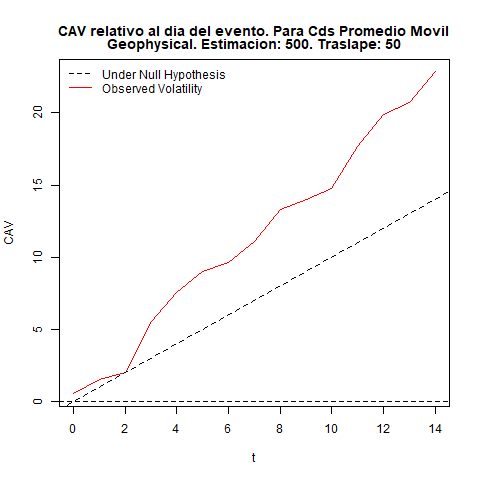 CAV relativo al dia del evento. Para Cds Promedio Movil
Geophysical. Estimacion: 500. Traslape: 50
Under Null Hypothesis
Observed Volatility
CAV
20
15
10
5
0
0 2 4 6 8 10 12 14
t